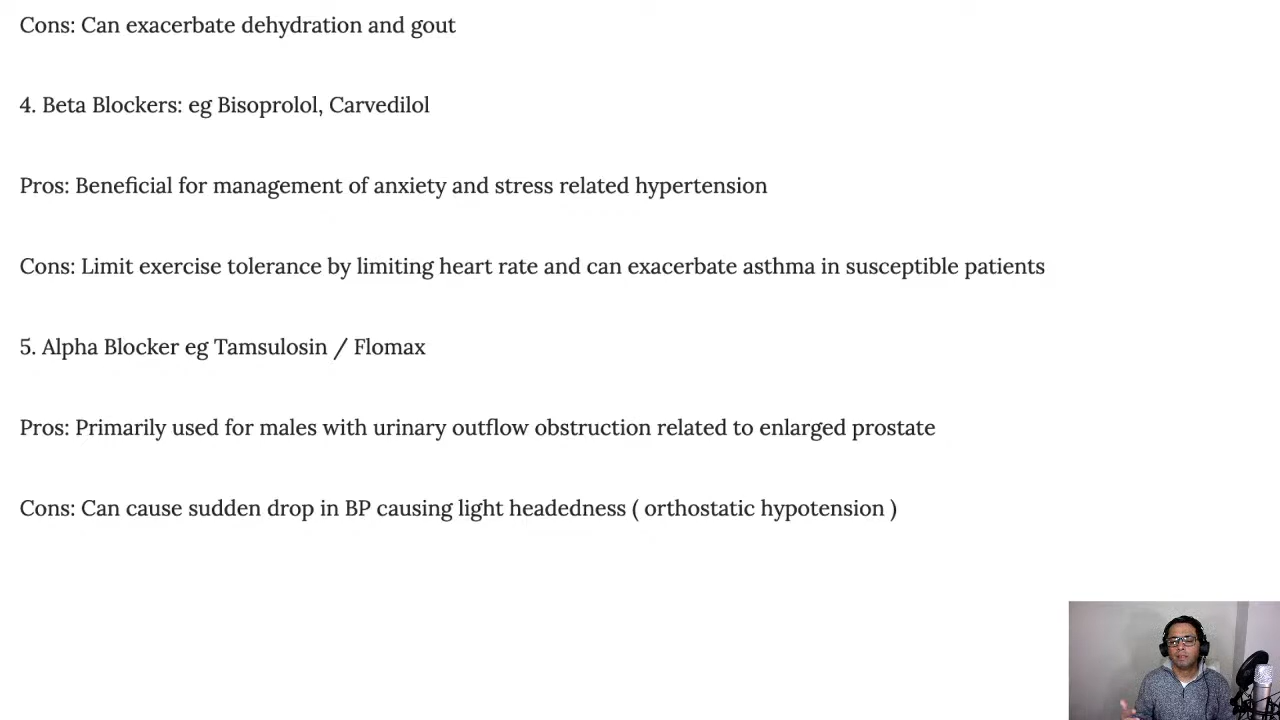 Cons: Can exacerbate dehydration and gout
4. Beta Blockers: eg Bisoprolol, Carvedilol
Pros: Beneficial for management of anxiety and stress related hypertension
Cons: Limit exercise tolerance by limiting heart rate and can exacerbate asthma in susceptible patients
5. Alpha Blocker eg Tamsulosin / Flomax
Pros: Primarily used for males with urinary outflow obstruction related to enlarged prostate
Cons: Can cause sudden drop in BP causing light headedness ( orthostatic hypotension )